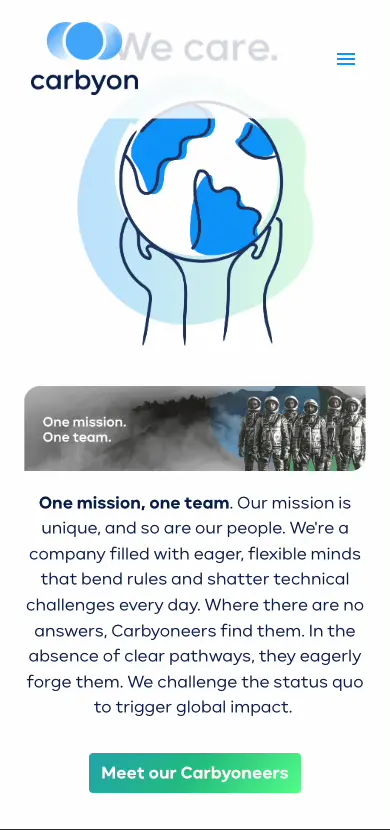 We care.
carbyon
One mission.
One team.
One mission, one team. Our mission is
unique, and so are our people. We're a
company filled with eager, flexible minds
that bend rules and shatter technical
challenges every day. Where there are no
answers, Carbyoneers find them. In the
absence of clear pathways, they eagerly
forge them. We challenge the status quo
to trigger global impact.
Meet our Carbyoneers